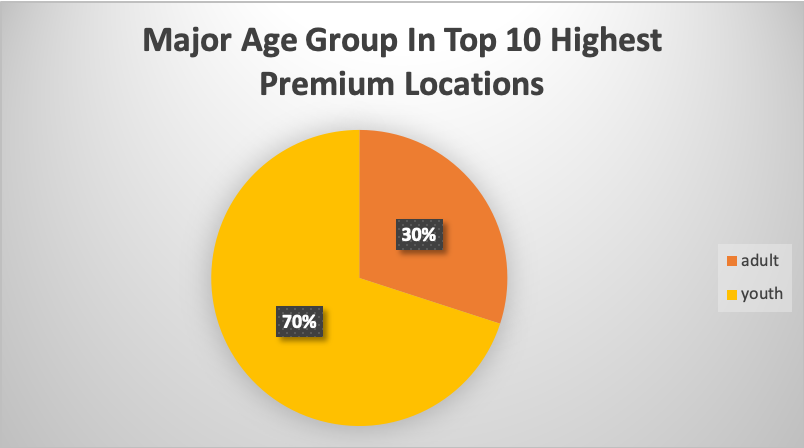 Major Age Group In Top 10 Highest
Premium Locations
30%
70%
adult
youth